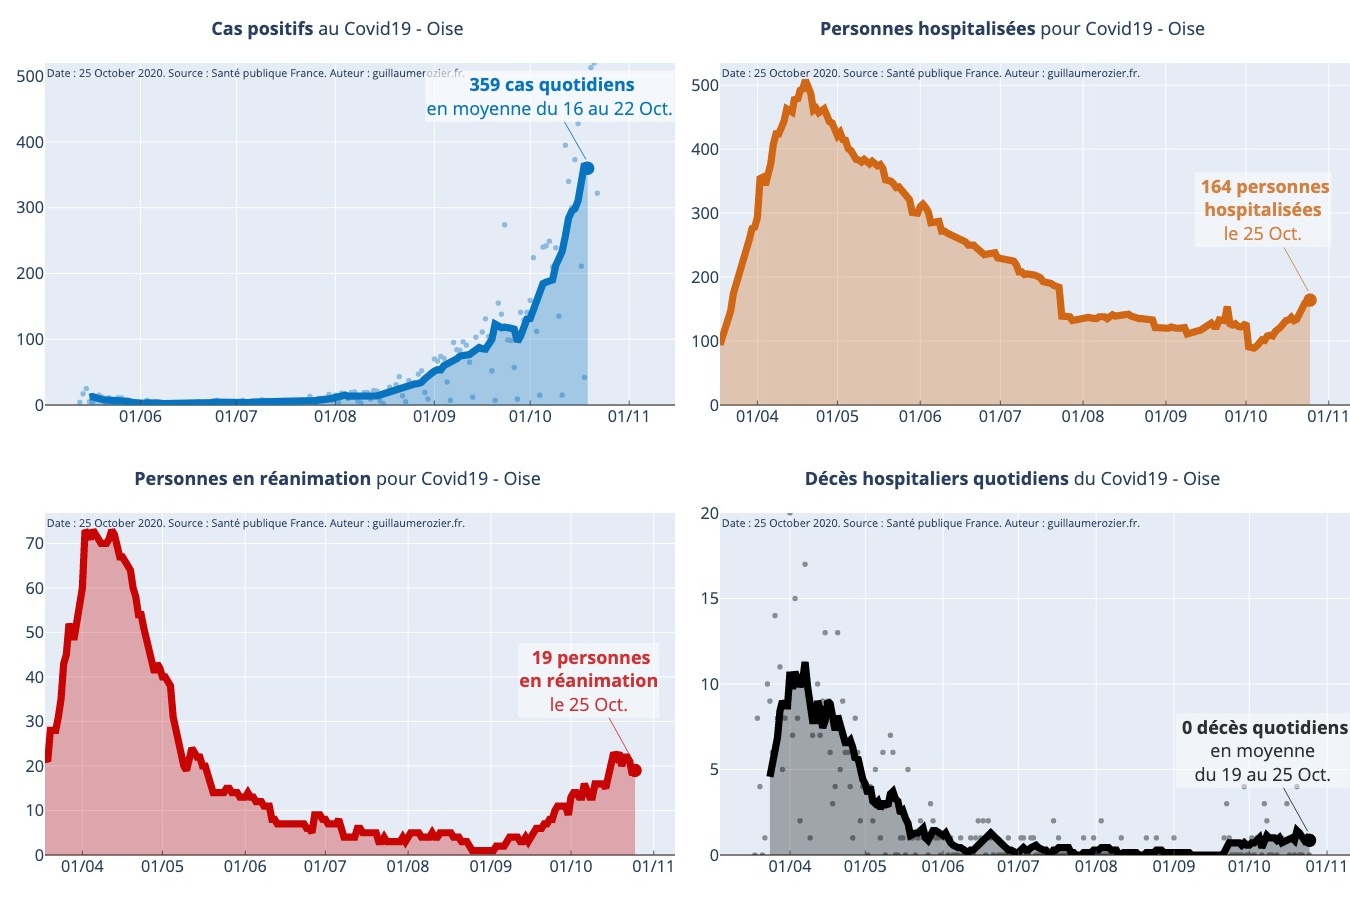 Cas positifs au Covid19 - Oise
Date : 25 October 2020. Source : Santé publique France. Auteur : guillaumerozier.fr.
359 cas quotidiens
en moyenne du 16 au 22 Oct.
500
400
300
200
100
0
01/06 01/07 01/08 01/09 01/10 01/11
Personnes hospitalisées pour Covid19 - Oise
Date : 25 October 2020. Source : Santé publique France. Auteur : guillaumerozier.fr.
164 personnes
hospitalisées
le 25 Oct.
500
400
300
200
100
0
01/04 01/05 01/06 01/07 01/08 01/09 01/10 01/11
Personnes en réanimation pour Covid19 - Oise
Date : 25 October 2020. Source : Santé publique France. Auteur : guillaumerozier.fr.
19 personnes
en réanimation
le 25 Oct.
70
60
50
40
30
20
10
0
01/04 01/05 01/06 01/07 01/08 01/09 01/10 01/11
Décès hospitaliers quotidiens du Covid19 - Oise
Date : 25 October 2020. Source : Santé publique France. Auteur : guillaumerozier.fr.
0 décès quotidiens
en moyenne
du 19 au 25 Oct.
20
15
10
5
0
01/04 01/05 01/06 01/07 01/08 01/09 01/10 01/11